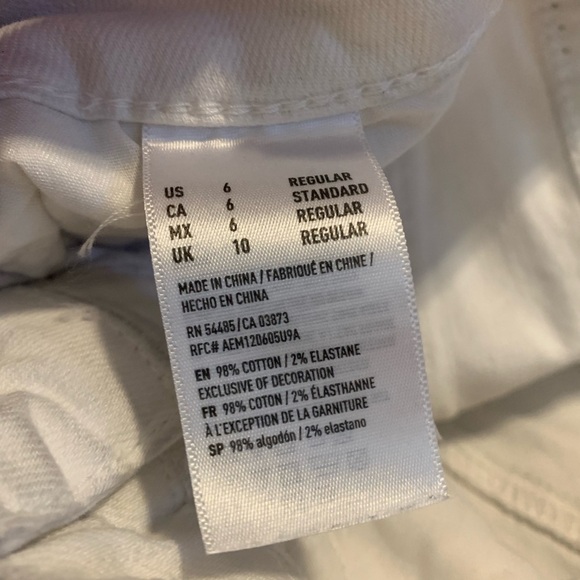 US 6 REGULAR
CA 6 STANDARD
MX 6 REGULAR
UK 10 REGULAR
MADE IN CHINA / FABRIQUÉ EN CHINE /
HECHO EN CHINA
RN 54485/CA 03873
RFC# AEM120605U9A
EN 98% COTTON / 2% ELASTANE
EXCLUSIVE OF DECORATION
FR 98% COTON / 2% ÉLASTHANNE
À L'EXCEPTION DE LA GARNITURE
SP 98% algodón / 2% elastano